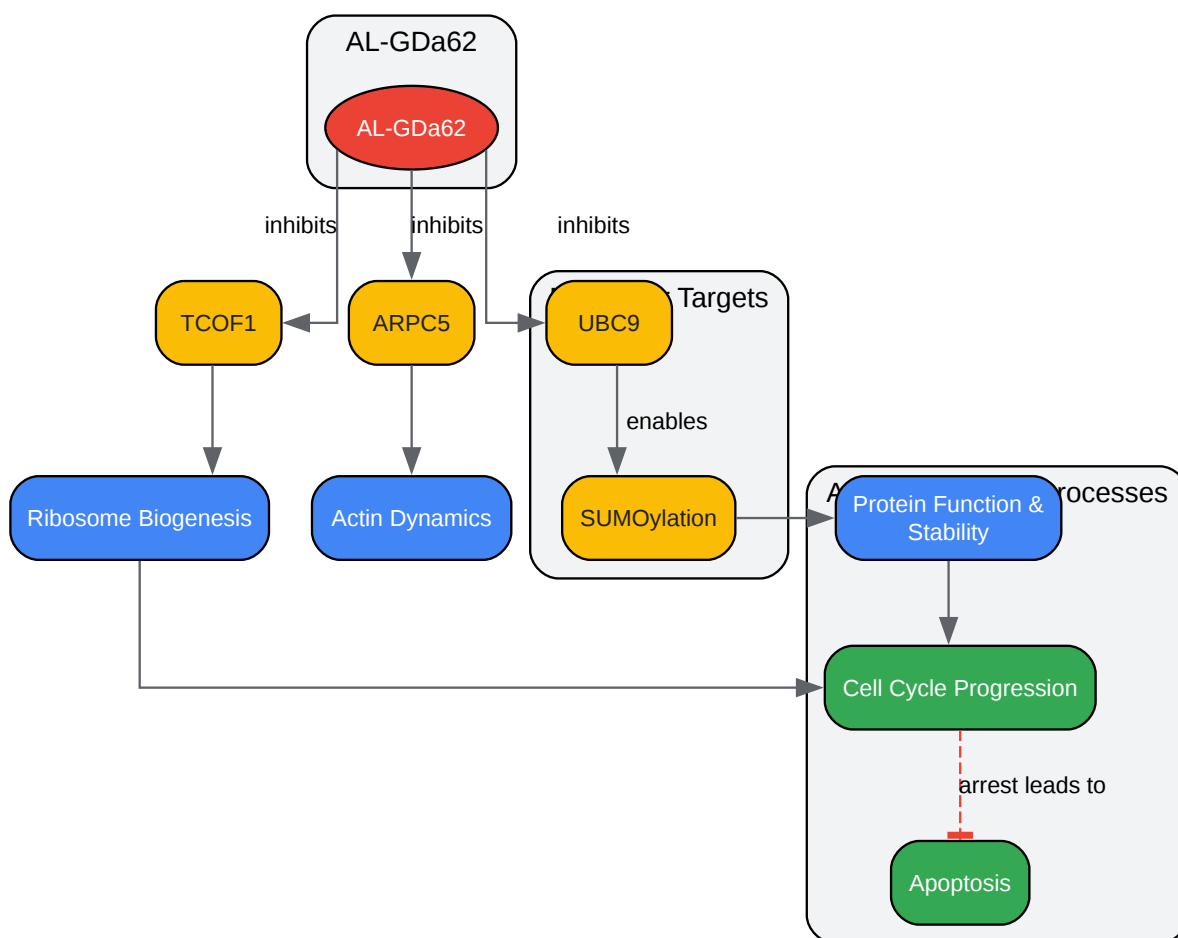 AL-GDa62
AL-GDa62
inhibits
inhibits
inhibits
Targets
TCOF1
ARPC5
UBC9
enables
Ribosome Biogenesis
Actin Dynamics
SUMOylation
Protein Function &
Stability
Cell Cycle Progression
arrest leads to
Apoptosis